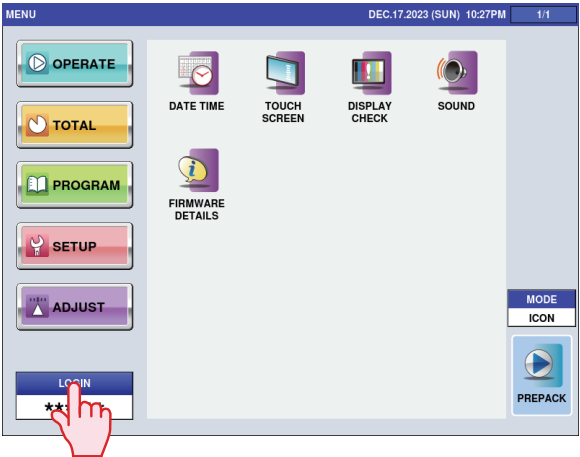 MENU DEC.17.2023 (SUN) 10:27PM 1/1
OPERATE
TOTAL
PROGRAM
SETUP
ADJUST
LOGIN
DATE TIME
TOUCH
SCREEN
DISPLAY
CHECK
SOUND
FIRMWARE
DETAILS
MODE
ICON
PREPACK